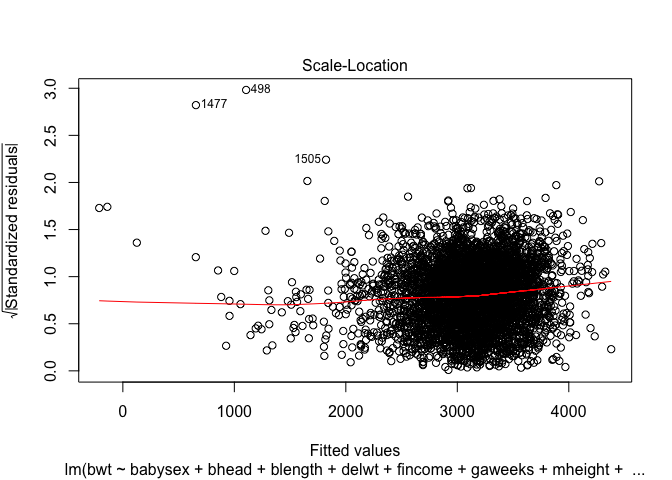 Scale-Location
√|Standardized residuals|
3.0
2.5
2.0
1.5
1.0
0.5
0.0
498
1477
1505
0 1000 2000 3000 4000
Fitted values
lm(bwt ~ babysex + bhead + blength + delwt + fincome + gaweeks + mheight + ...